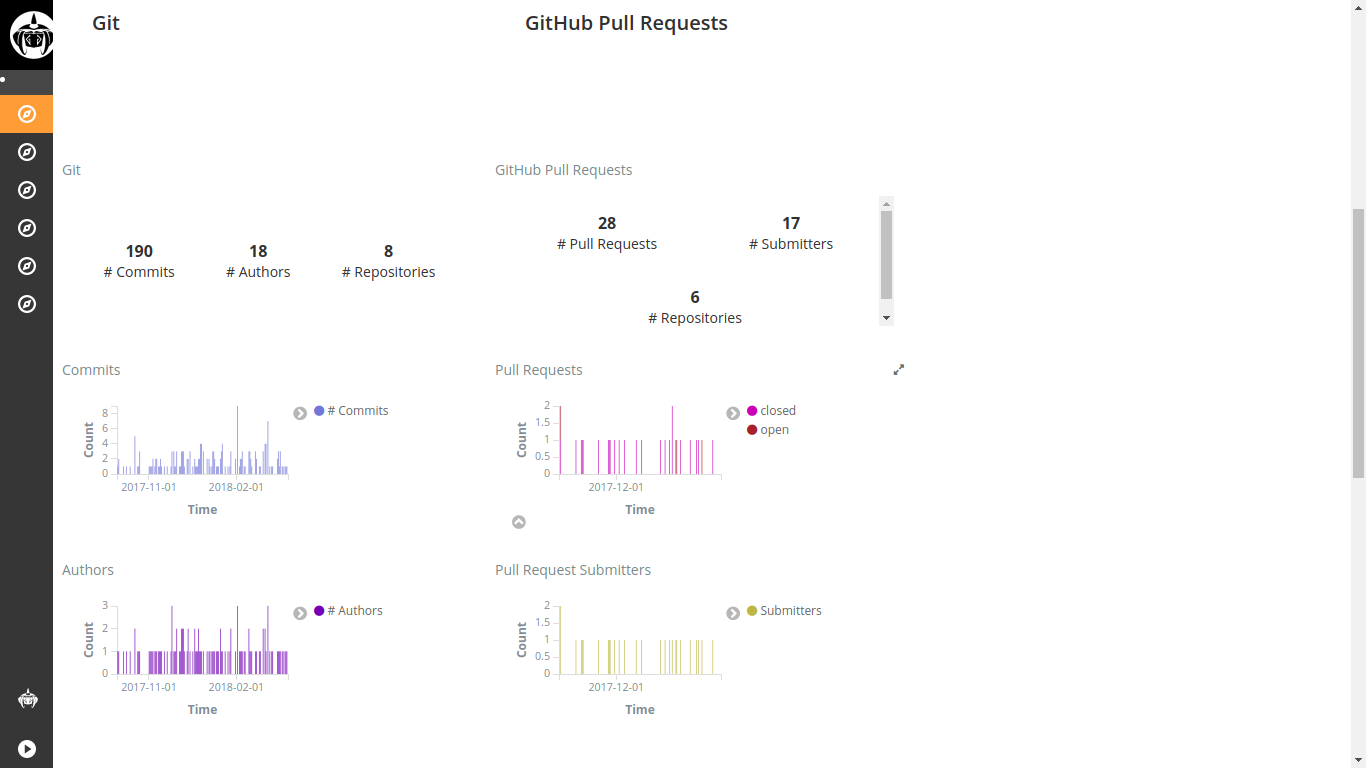 Git
GitHub Pull Requests
Git
190
# Commits
18
# Authors
8
# Repositories
GitHub Pull Requests
28
# Pull Requests
17
# Submitters
6
# Repositories
Commits
Count
8
6
4
2
0
2017-11-01
2018-02-01
Time
# Commits
Pull Requests
Count
2
1.5
1
0.5
0
2017-12-01
Time
closed
open
Authors
Count
3
2
1
0
2017-11-01
2018-02-01
Time
# Authors
Pull Request Submitters
Count
2
1.5
1
0.5
0
2017-12-01
Time
Submitters